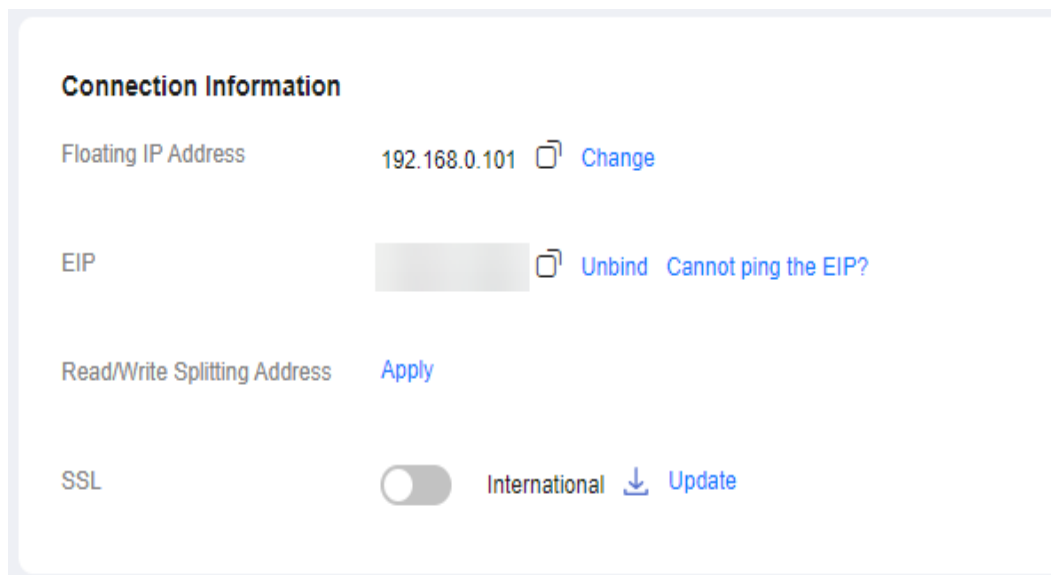 Connection Information
Floating IP Address 192.168.0.101 Change
EIP Unbind Cannot ping the EIP?
Read/Write Splitting Address Apply
SSL International Update